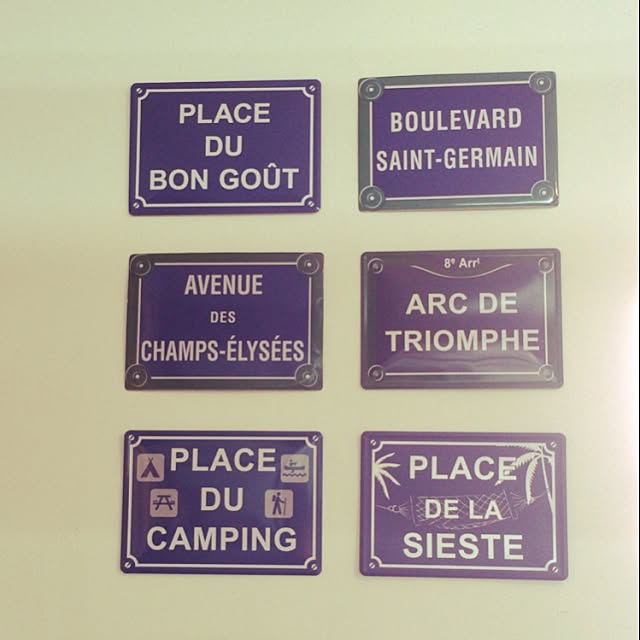 PLACE
DU
BON GOÛT
BOULEVARD
SAINT-GERMAIN
AVENUE
DES
CHAMPS-ÉLYSÉES
8e Arrt
ARC DE
TRIOMPHE
PLACE
DU
CAMPING
PLACE
DE LA
SIESTE